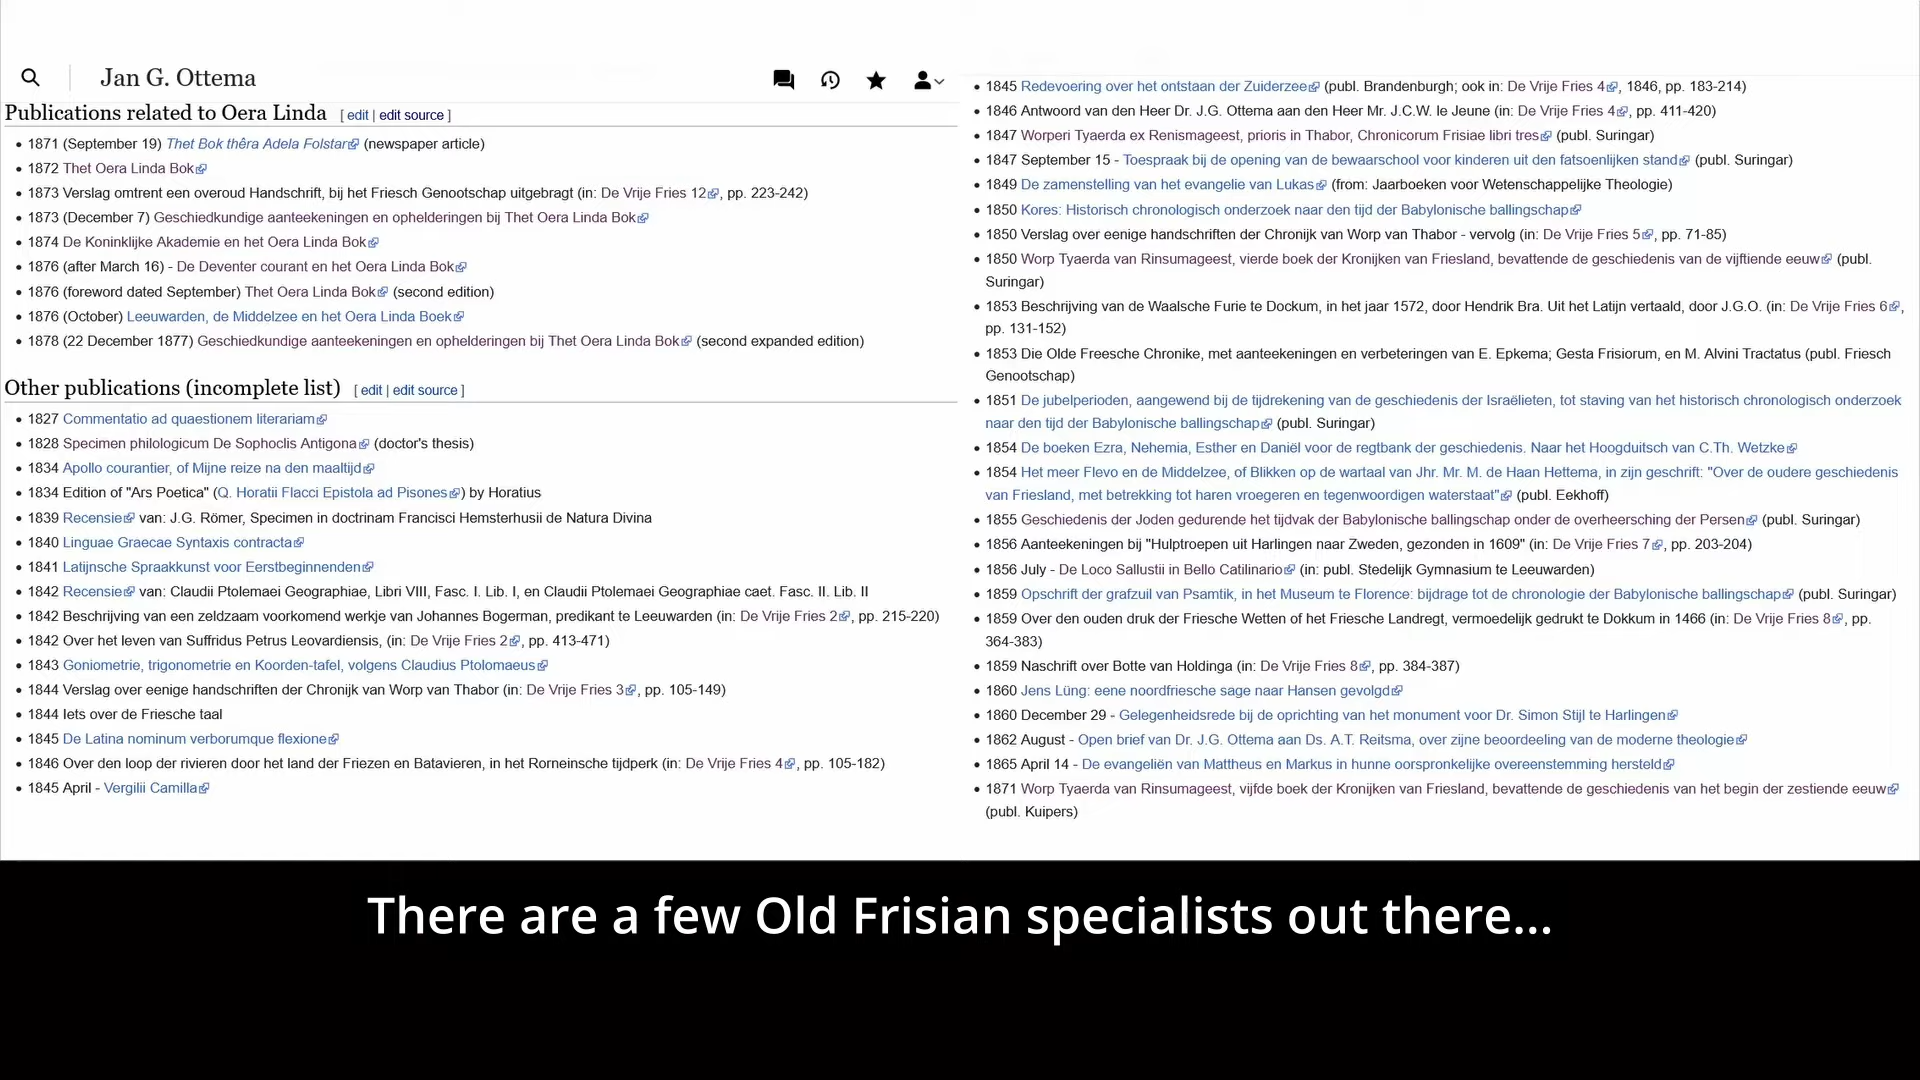 Jan G. Ottema
Publications related to Oera Linda [ edit | edit source ]
• 1871 (September 19) Thet Bok thêra Adela Folstar (newspaper article)
• 1872 Thet Oera Linda Bok
• 1873 Verslag omtrent een overoud Handschrift, bij het Friesch Genootschap uitgebragt (in: De Vrije Fries 12, pp. 223-242)
• 1873 (December 7) Geschiedkundige aanteekeningen en ophelderingen bij Thet Oera Linda Bok
• 1874 De Koninklijke Akademie en het Oera Linda Bok
• 1876 (after March 16) - De Deventer courant en het Oera Linda Bok
• 1876 (foreword dated September) Thet Oera Linda Bok (second edition)
• 1876 (October) Leeuwarden, de Middelzee en het Oera Linda Boek
• 1878 (22 December 1877) Geschiedkundige aanteekeningen en ophelderingen bij Thet Oera Linda Bok (second expanded edition)
Other publications (incomplete list) [ edit | edit source ]
• 1827 Commentatio ad quaestionem literariam
• 1828 Specimen philologicum De Sophoclis Antigona (doctor's thesis)
• 1834 Apollo courantier, of Mijne reize na den maaltijd
• 1834 Edition of "Ars Poetica" (Q. Horatii Flacci Epistola ad Pisones) by Horatius
• 1839 Recensie van: J.G. Römer, Specimen in doctrinam Francisci Hemsterhusii de Natura Divina
• 1840 Linguae Graecae Syntaxis contracta
• 1841 Latijnsche Spraakkunst voor Eerstbeginnenden
• 1842 Recensie van: Claudii Ptolemaei Geographiae, Libri VIII, Fasc. I. Lib. I, en Claudii Ptolemaei Geographiae caet. Fasc. II. Lib. II
• 1842 Beschrijving van een zeldzaam voorkomend werkje van Johannes Bogerman, predikant te Leeuwarden (in: De Vrije Fries 2, pp. 215-220)
• 1842 Over het leven van Suffridus Petrus Leovardiensis, (in: De Vrije Fries 2, pp. 413-471)
• 1843 Goniometrie, trigonometrie en Koorden-tafel, volgens Claudius Ptolomaeus
• 1844 Verslag over eenige handschriften der Chronijk van Worp van Thabor (in: De Vrije Fries 3, pp. 105-149)
• 1844 Iets over de Friesche taal
• 1845 De Latina nominum verborumque flexione
• 1846 Over den loop der rivieren door het land der Friezen en Batavieren, in het Rorneinsche tijdperk (in: De Vrije Fries 4, pp. 105-182)
• 1845 April - Vergilii Camilla
• 1845 Redevoering over het ontstaan der Zuiderzee (publ. Brandenburgh; ook in: De Vrije Fries 4, 1846, pp. 183-214)
• 1846 Antwoord van den Heer Dr. J.G. Ottema aan den Heer Mr. J.C.W. le Jeune (in: De Vrije Fries 4, pp. 411-420)
• 1847 Worperi Tyaerda ex Renismageest, prioris in Thabor, Chronicorum Frisiae libri tres (publ. Suringar)
• 1847 September 15 - Toespraak bij de opening van de bewaarschool voor kinderen uit den fatsoenlijken stand (publ. Suringar)
• 1849 De zamenstelling van het evangelie van Lukas (from: Jaarboeken voor Wetenschappelijke Theologie)
• 1850 Kores: Historisch chronologisch onderzoek naar den tijd der Babylonische ballingschap
• 1850 Verslag over eenige handschriften der Chronijk van Worp van Thabor - vervolg (in: De Vrije Fries 5, pp. 71-85)
• 1850 Worp Tyaerda van Rinsumageest, vierde boek der Kronijken van Friesland, bevattende de geschiedenis van de vijftiende eeuw (publ.
Suringar)
• 1853 Beschrijving van de Waalsche Furie te Dockum, in het jaar 1572, door Hendrik Bra. Uit het Latijn vertaald, door J.G.O. (in: De Vrije Fries 6,
pp. 131-152)
• 1853 Die Olde Freesche Chronike, met aanteekeningen en verbeteringen van E. Epkema; Gesta Frisiorum, en M. Alvini Tractatus (publ. Friesch
Genootschap)
• 1851 De jubelperioden, aangewend bij de tijdrekening van de geschiedenis der Israëlieten, tot staving van het historisch chronologisch onderzoek
naar den tijd der Babylonische ballingschap (publ. Suringar)
• 1854 De boeken Ezra, Nehemia, Esther en Daniël voor de regtbank der geschiedenis. Naar het Hoogduitsch van C.Th. Wetzke
• 1854 Het meer Flevo en de Middelzee, of Blikken op de wartaal van Jhr. Mr. M. de Haan Hettema, in zijn geschrift: "Over de oudere geschiedenis
van Friesland, met betrekking tot haren vroegeren en tegenwoordigen waterstaat" (publ. Eekhoff)
• 1855 Geschiedenis der Joden gedurende het tijdvak der Babylonische ballingschap onder de overheersching der Persen (publ. Suringar)
• 1856 Aanteekeningen bij "Hulptroepen uit Harlingen naar Zweden, gezonden in 1609" (in: De Vrije Fries 7, pp. 203-204)
• 1856 July - De Loco Sallustii in Bello Catilinario (in: publ. Stedelijk Gymnasium te Leeuwarden)
• 1859 Opschrift der grafzuil van Psamtik, in het Museum te Florence: bijdrage tot de chronologie der Babylonische ballingschap (publ. Suringar)
• 1859 Over den ouden druk der Friesche Wetten of het Friesche Landregt, vermoedelijk gedrukt te Dokkum in 1466 (in: De Vrije Fries 8, pp.
364-383)
• 1859 Naschrift over Botte van Holdinga (in: De Vrije Fries 8, pp. 384-387)
• 1860 Jens Lüng: eene noordfriesche sage naar Hansen gevolgd
• 1860 December 29 - Gelegenheidsrede bij de oprichting van het monument voor Dr. Simon Stijl te Harlingen
• 1862 August - Open brief van Dr. J.G. Ottema aan Ds. A.T. Reitsma, over zijne beoordeeling van de moderne theologie
• 1865 April 14 - De evangeliën van Mattheus en Markus in hunne oorspronkelijke overeenstemming hersteld
• 1871 Worp Tyaerda van Rinsumageest, vijfde boek der Kronijken van Friesland, bevattende de geschiedenis van het begin der zestiende eeuw
(publ. Kuipers)
There are a few Old Frisian specialists out there...